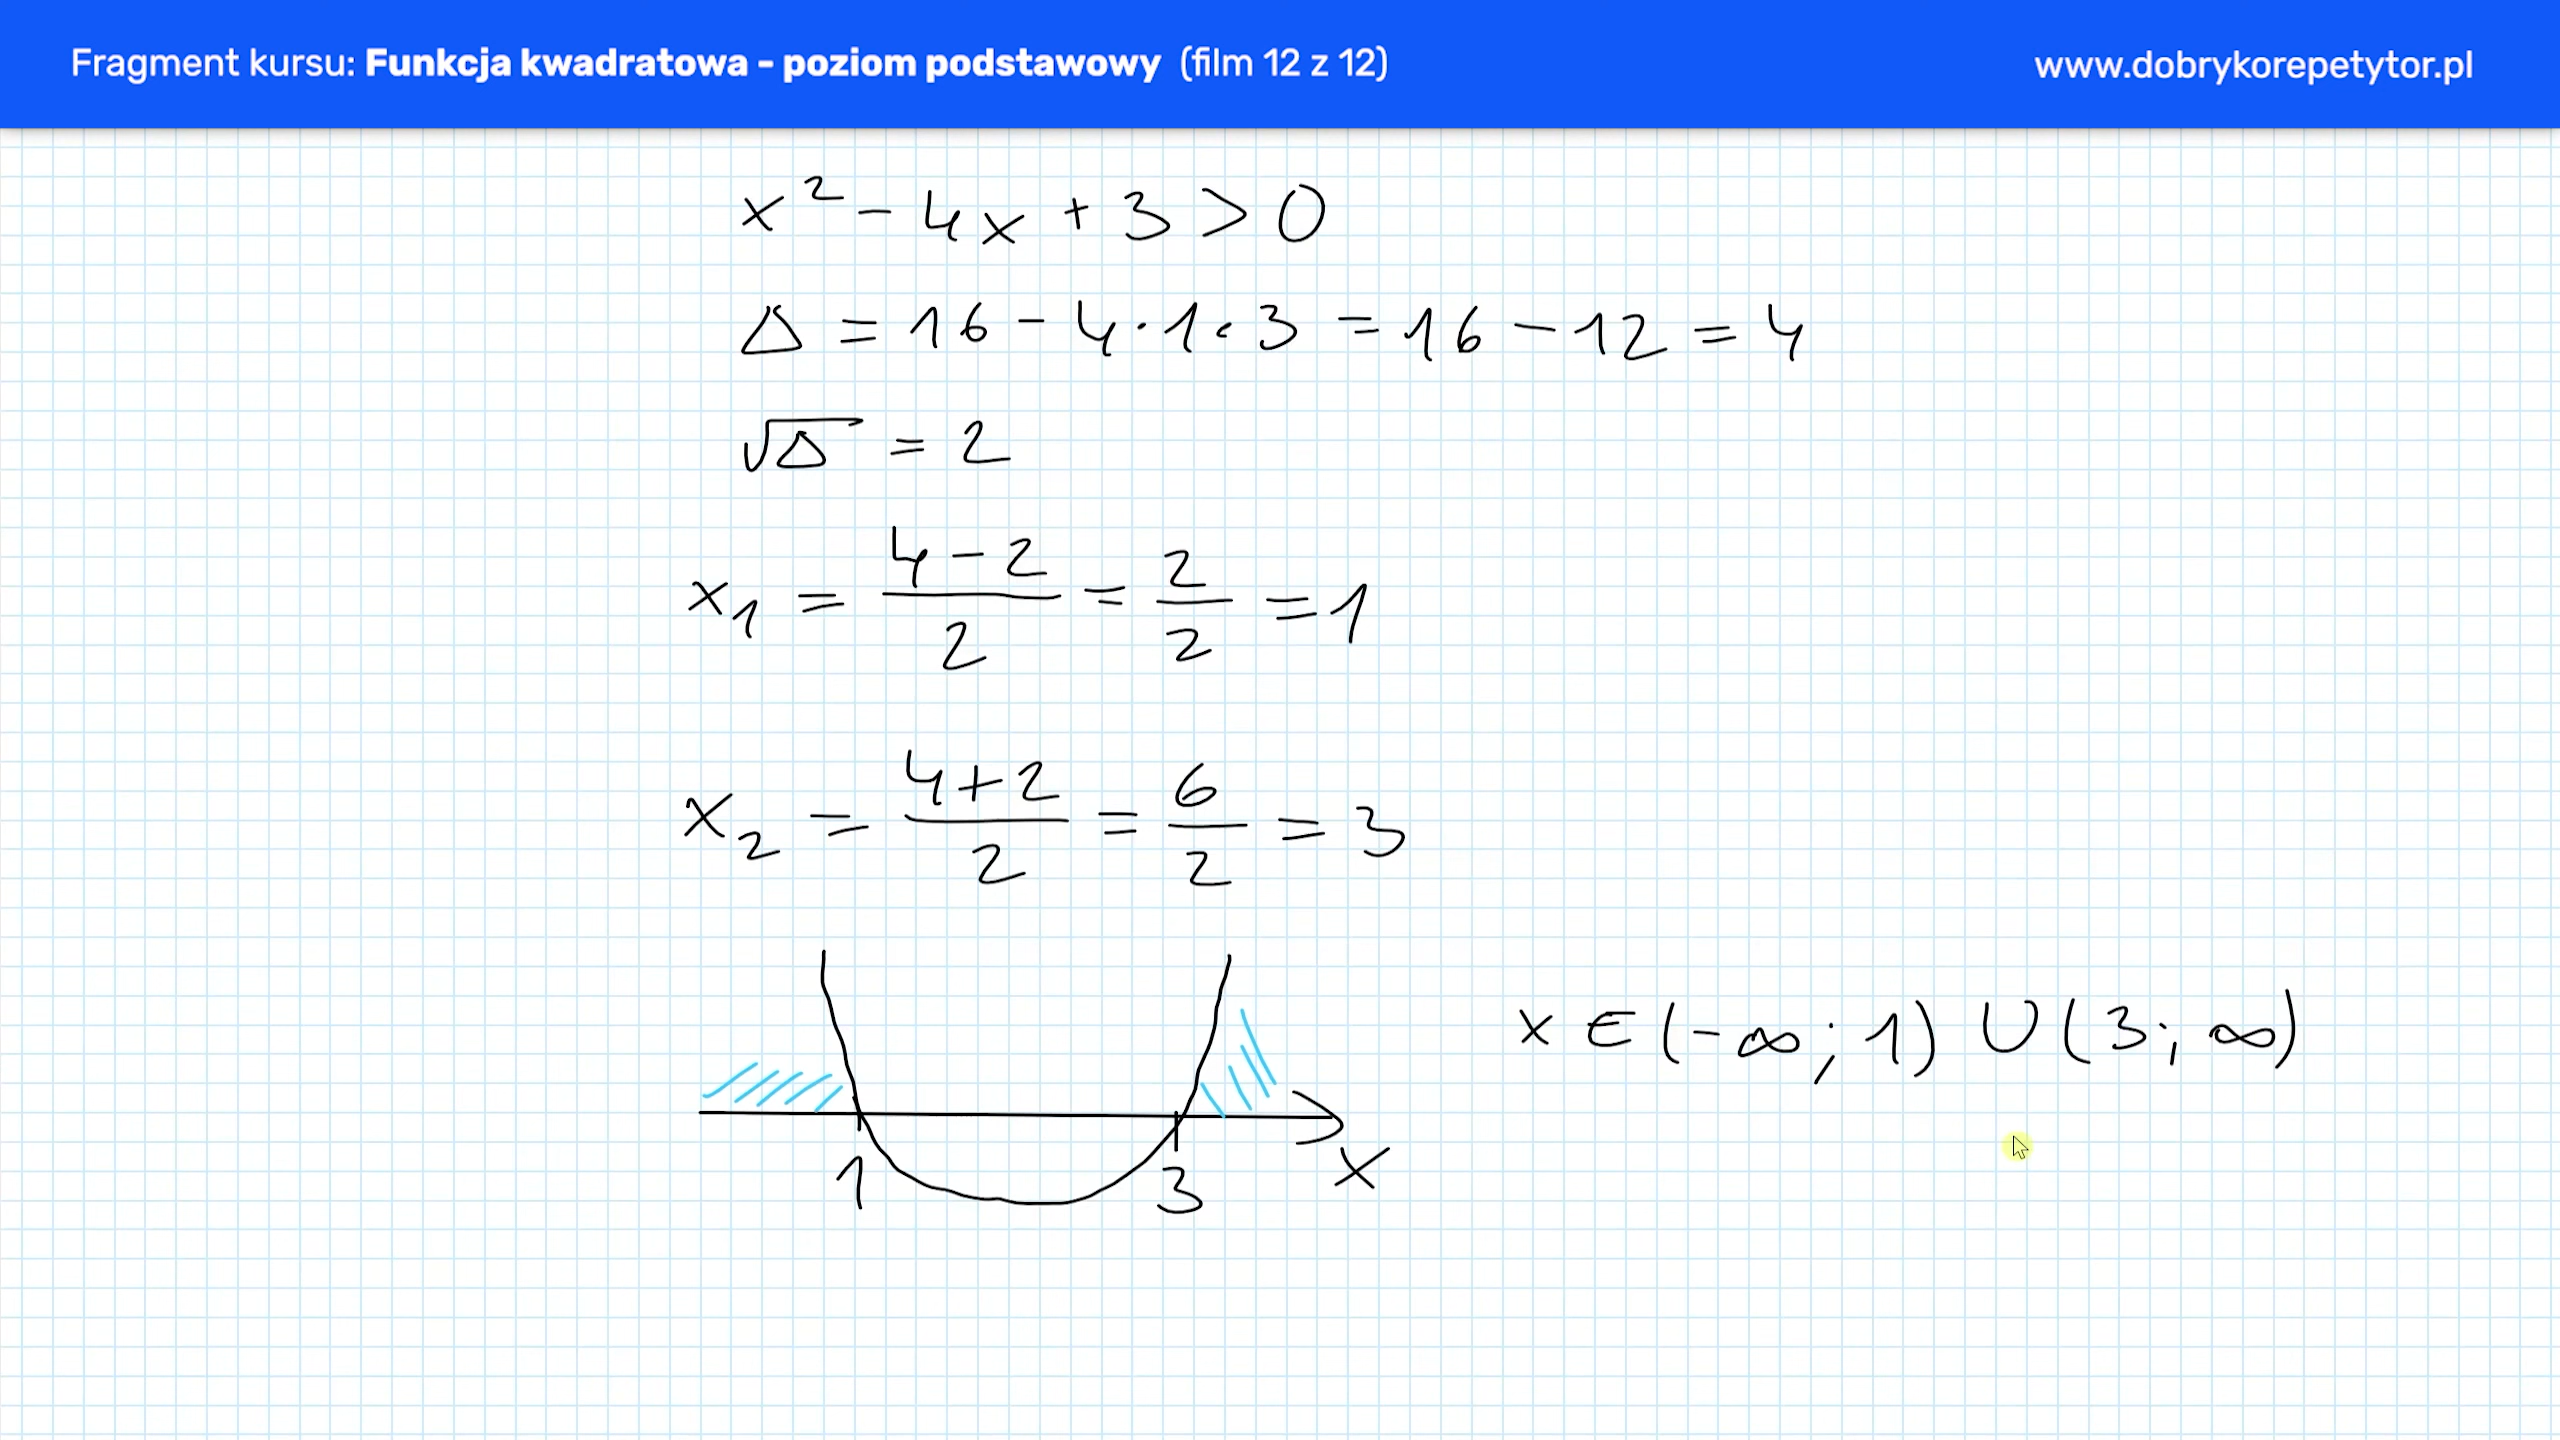 Fragment kursu: Funkcja kwadratowa - poziom podstawowy (film 12 z 12)
www.dobrykorepetytor.pl
x² - 4x + 3 > 0
Δ = 16 - 4 · 1 · 3 = 16 - 12 = 4
√Δ = 2
x₁ = (4 - 2)/2 = 2/2 = 1
x₂ = (4 + 2)/2 = 6/2 = 3
x ∈ (-∞; 1) ∪ (3; ∞)
1 3 x